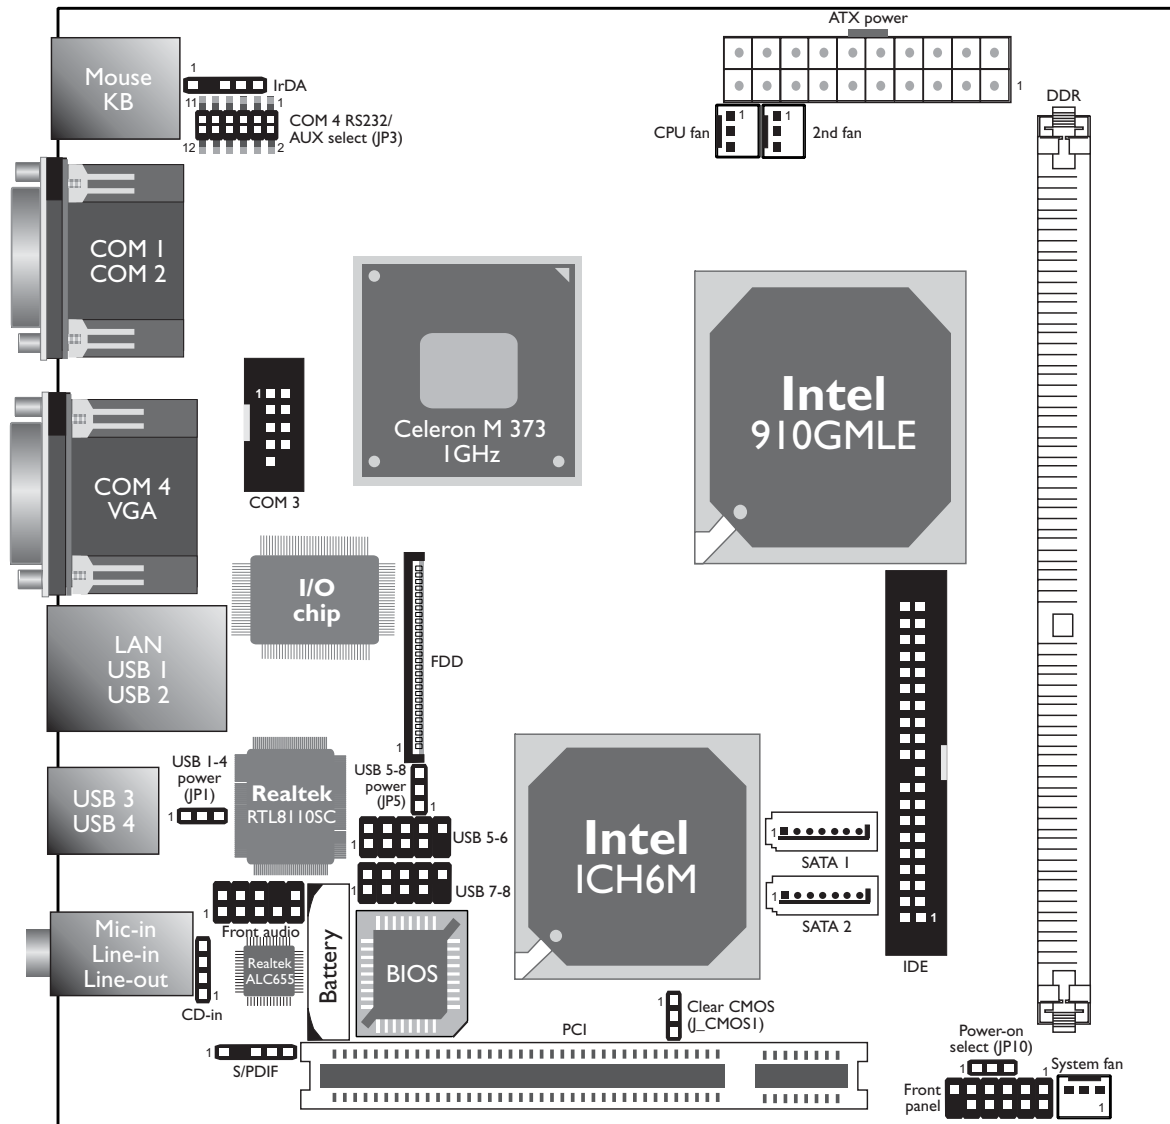 ATX power
1
Mouse
KB
1
IrDA
11
1
COM 4 RS232/
AUX select (JP3)
12
2
CPU fan
1
1
2nd fan
DDR
COM 1
COM 2
Celeron M 373
1GHz
Intel
910GMLE
1
COM 3
COM 4
VGA
I/O
chip
FDD
1
LAN
USB 1
USB 2
USB 1-4
power
(JP1)
1
USB 3
USB 4
Realtek
RTL8110SC
USB 5-8
power
(JP5)
1
1
USB 5-6
1
USB 7-8
Intel
ICH6M
1
SATA 1
1
SATA 2
1
IDE
1
Front audio
Mic-in
Line-in
Line-out
1
CD-in
Realtek
ALC655
Battery
BIOS
1
Clear CMOS
(J_CMOS1)
PCI
1
S/PDIF
Power-on
select (JP10)
1
1
System fan
1
Front
panel